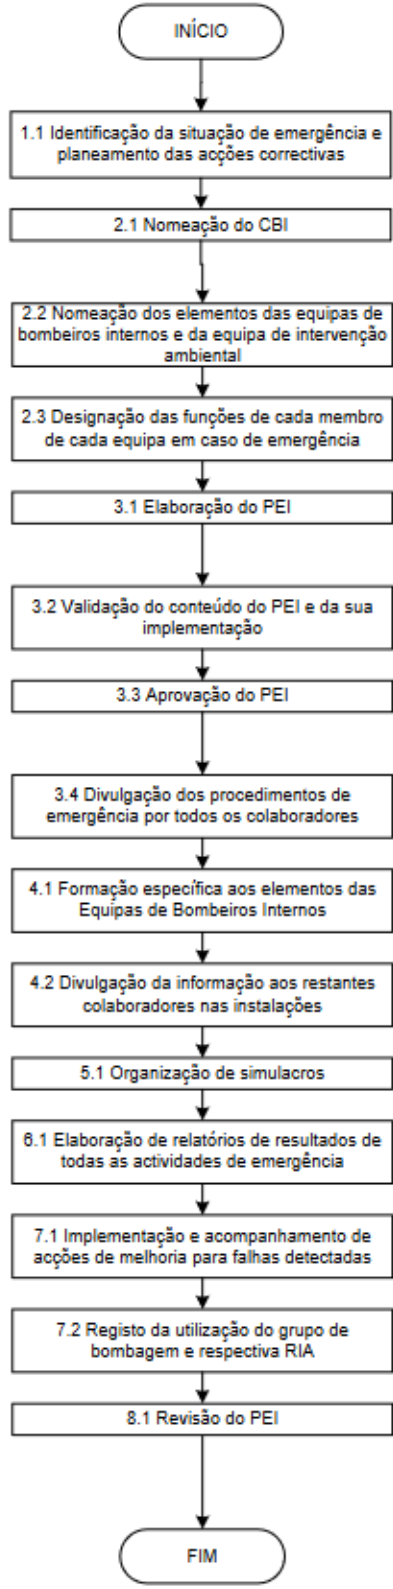 INÍCIO
1.1 Identificação da situação de emergência e
planeamento das acções correctivas
2.1 Nomeação do CBI
2.2 Nomeação dos elementos das equipas de
bombeiros internos e da equipa de intervenção
ambiental
2.3 Designação das funções de cada membro
de cada equipa em caso de emergência
3.1 Elaboração do PEI
3.2 Validação do conteúdo do PEI e da sua
implementação
3.3 Aprovação do PEI
3.4 Divulgação dos procedimentos de
emergência por todos os colaboradores
4.1 Formação específica aos elementos das
Equipas de Bombeiros Internos
4.2 Divulgação da informação aos restantes
colaboradores nas instalações
5.1 Organização de simulacros
6.1 Elaboração de relatórios de resultados de
todas as actividades de emergência
7.1 Implementação e acompanhamento de
acções de melhoria para falhas detectadas
7.2 Registo da utilização do grupo de
bombagem e respectiva RIA
8.1 Revisão do PEI
FIM